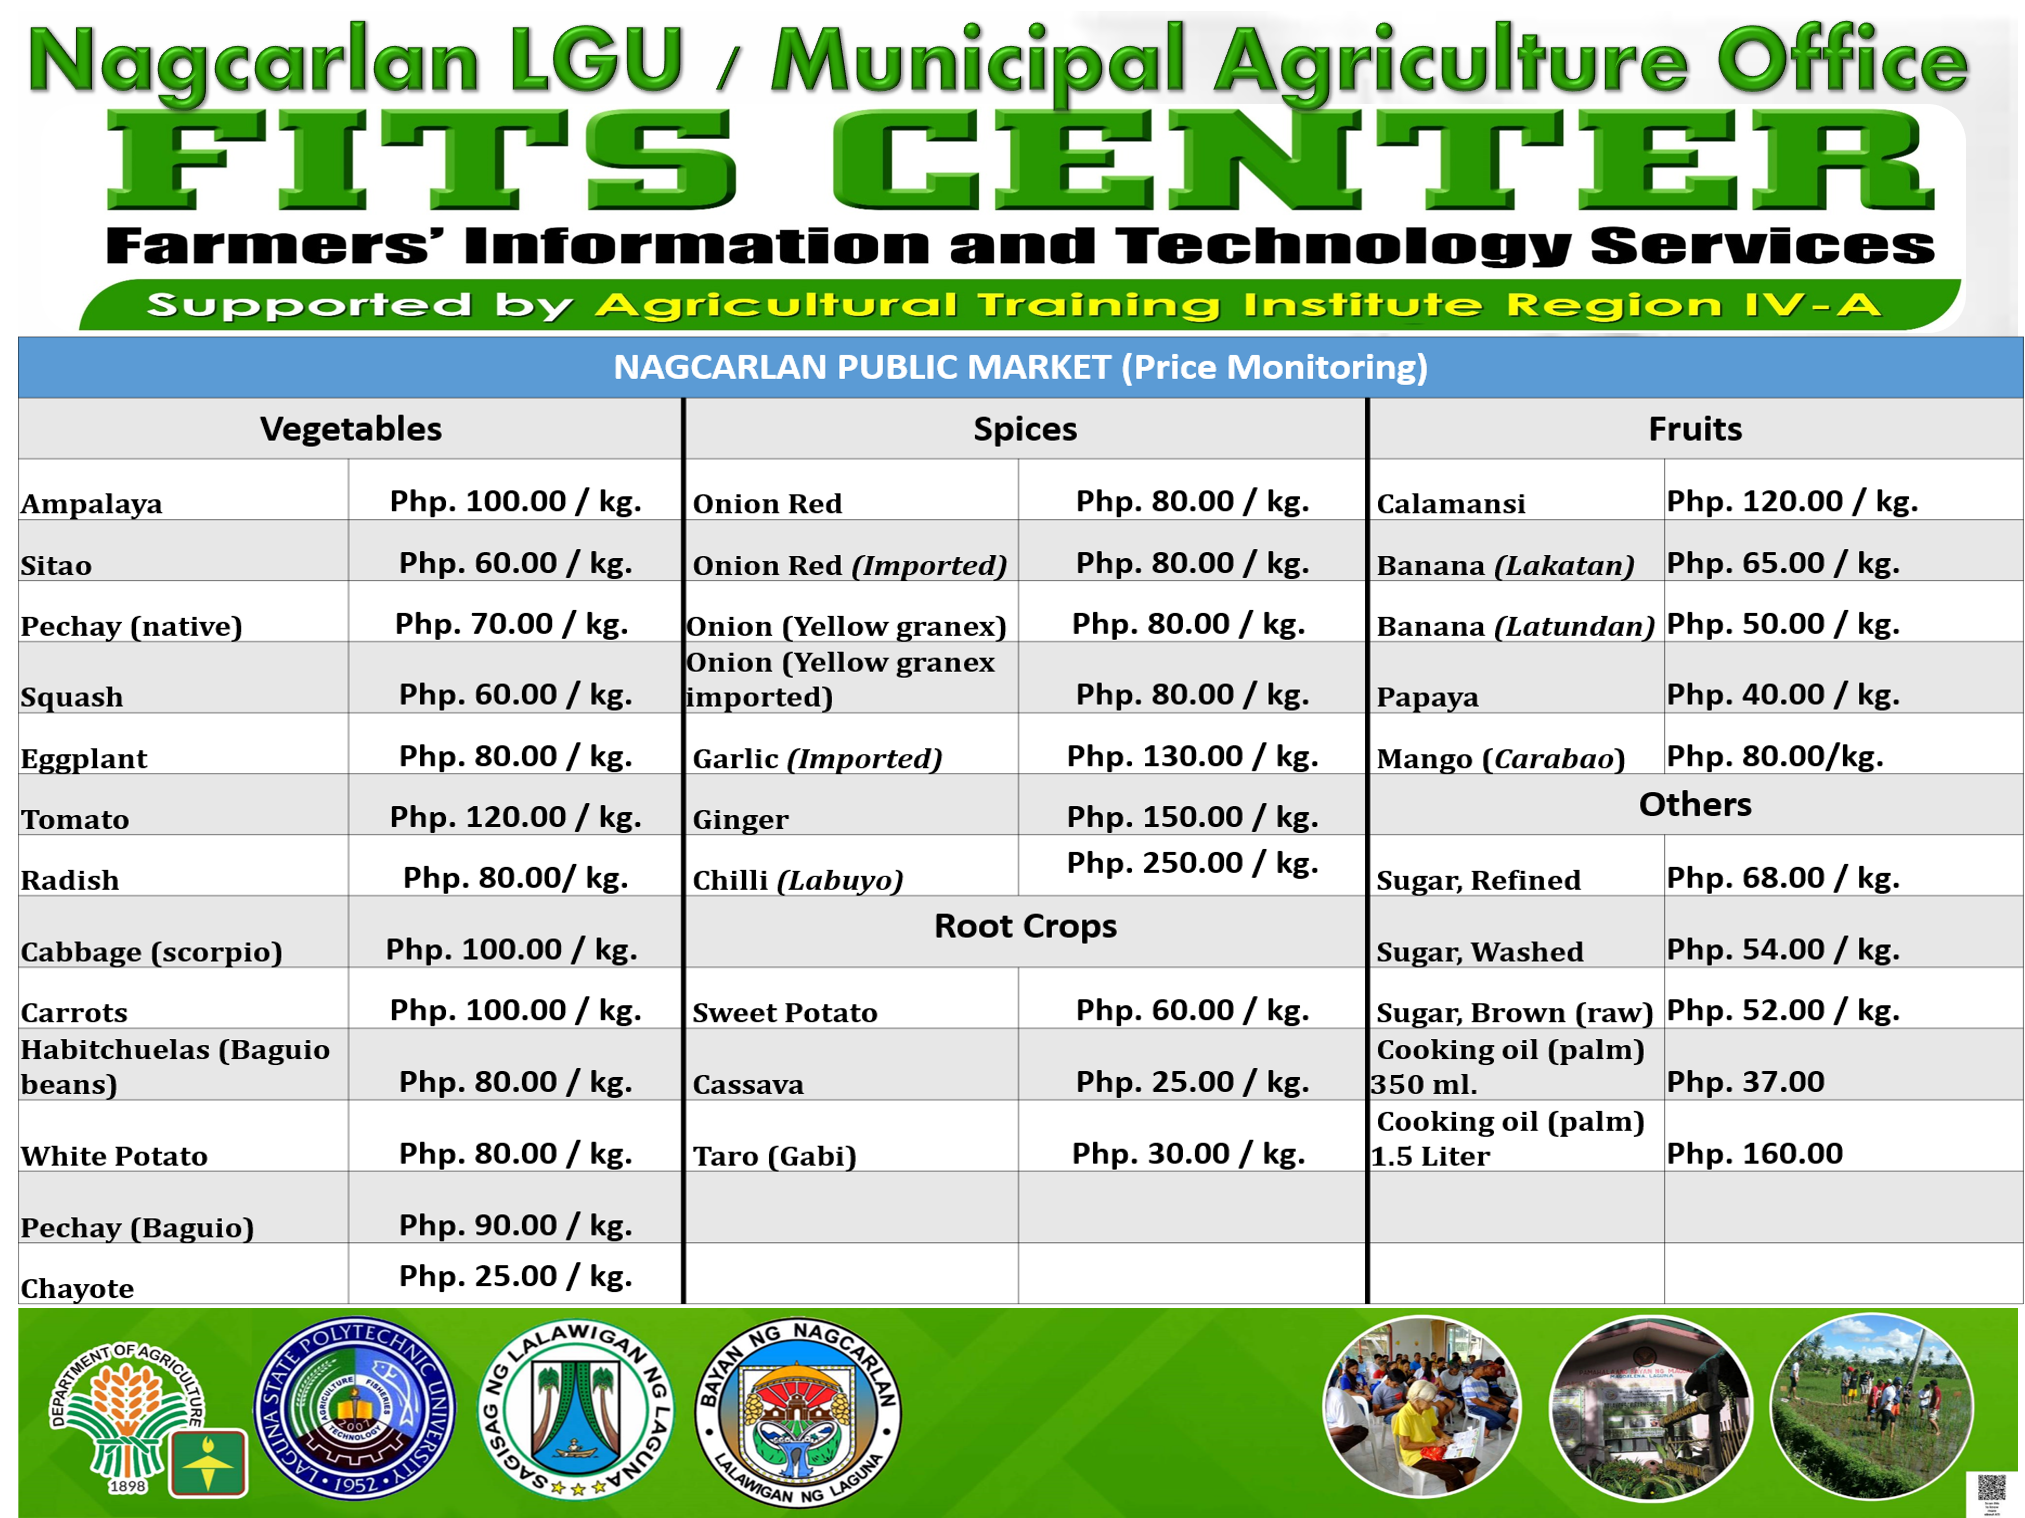 Nagcarlan LGU / Municipal Agriculture Office
FITS CENTER
Farmers' Information and Technology Services
Supported by Agricultural Training Institute Region IV-A
NAGCARLAN PUBLIC MARKET (Price Monitoring)
Vegetables Spices Fruits
Ampalaya Php. 100.00 / kg. Onion Red Php. 80.00 / kg. Calamansi Php. 120.00 / kg.
Sitao Php. 60.00 / kg. Onion Red (Imported) Php. 80.00 / kg. Banana (Lakatan) Php. 65.00 / kg.
Pechay (native) Php. 70.00 / kg. Onion (Yellow granex) Php. 80.00 / kg. Banana (Latundan) Php. 50.00 / kg.
Onion (Yellow granex
Squash Php. 60.00 / kg. imported) Php. 80.00 / kg. Papaya Php. 40.00 / kg.
Eggplant Php. 80.00 / kg. Garlic (Imported) Php. 130.00 / kg. Mango (Carabao) Php. 80.00/kg.
Others
Tomato Php. 120.00 / kg. Ginger Php. 150.00 / kg.
Radish Php. 80.00/ kg. Chilli (Labuyo) Php. 250.00 / kg. Sugar, Refined Php. 68.00 / kg.
Root Crops
Cabbage (scorpio) Php. 100.00 / kg. Sugar, Washed Php. 54.00 / kg.
Carrots Php. 100.00 / kg. Sweet Potato Php. 60.00 / kg. Sugar, Brown (raw) Php. 52.00 / kg.
Habitchuelas (Baguio Cooking oil (palm)
beans) Php. 80.00 / kg. Cassava Php. 25.00 / kg. 350 ml. Php. 37.00
Cooking oil (palm)
White Potato Php. 80.00 / kg. Taro (Gabi) Php. 30.00 / kg. 1.5 Liter Php. 160.00
Pechay (Baguio) Php. 90.00 / kg.
Chayote Php. 25.00 / kg.
DEPARTMENT OF AGRICULTURE
1898
LAGUNA STATE POLYTECHNIC UNIVERSITY
AGRICULTURE FISHERIES
2007
TECHNOLOGY
1952
SAGISAG NG LALAWIGAN NG LAGUNA
BAYAN NG NAGCARLAN
LALAWIGAN NG LAGUNA